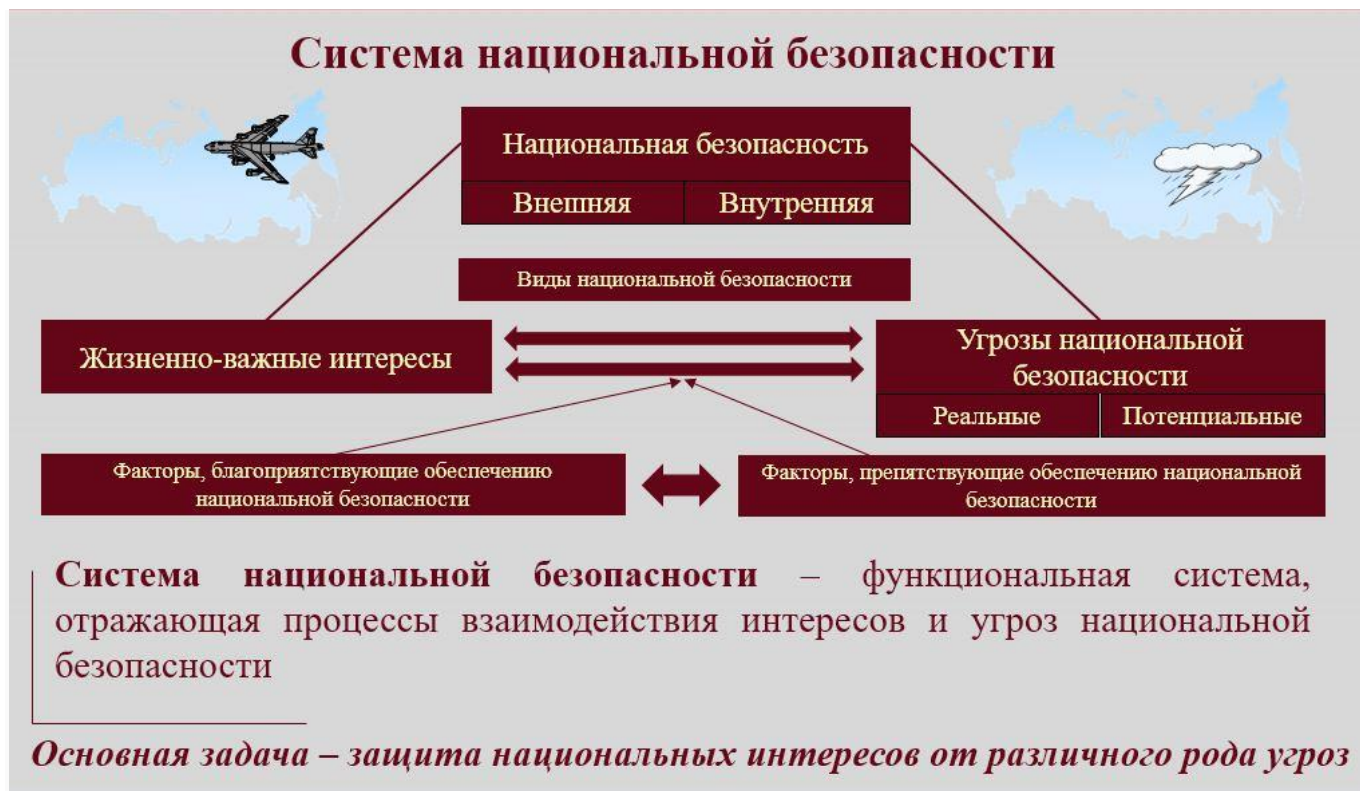 Система национальной безопасности
Национальная безопасность
Внешняя
Внутренняя
Виды национальной безопасности
Жизненно-важные интересы
Угрозы национальной
безопасности
Реальные
Потенциальные
Факторы, благоприятствующие обеспечению
национальной безопасности
Факторы, препятствующие обеспечению национальной
безопасности
Система национальной безопасности – функциональная система,
отражающая процессы взаимодействия интересов и угроз национальной
безопасности
Основная задача – защита национальных интересов от различного рода угроз